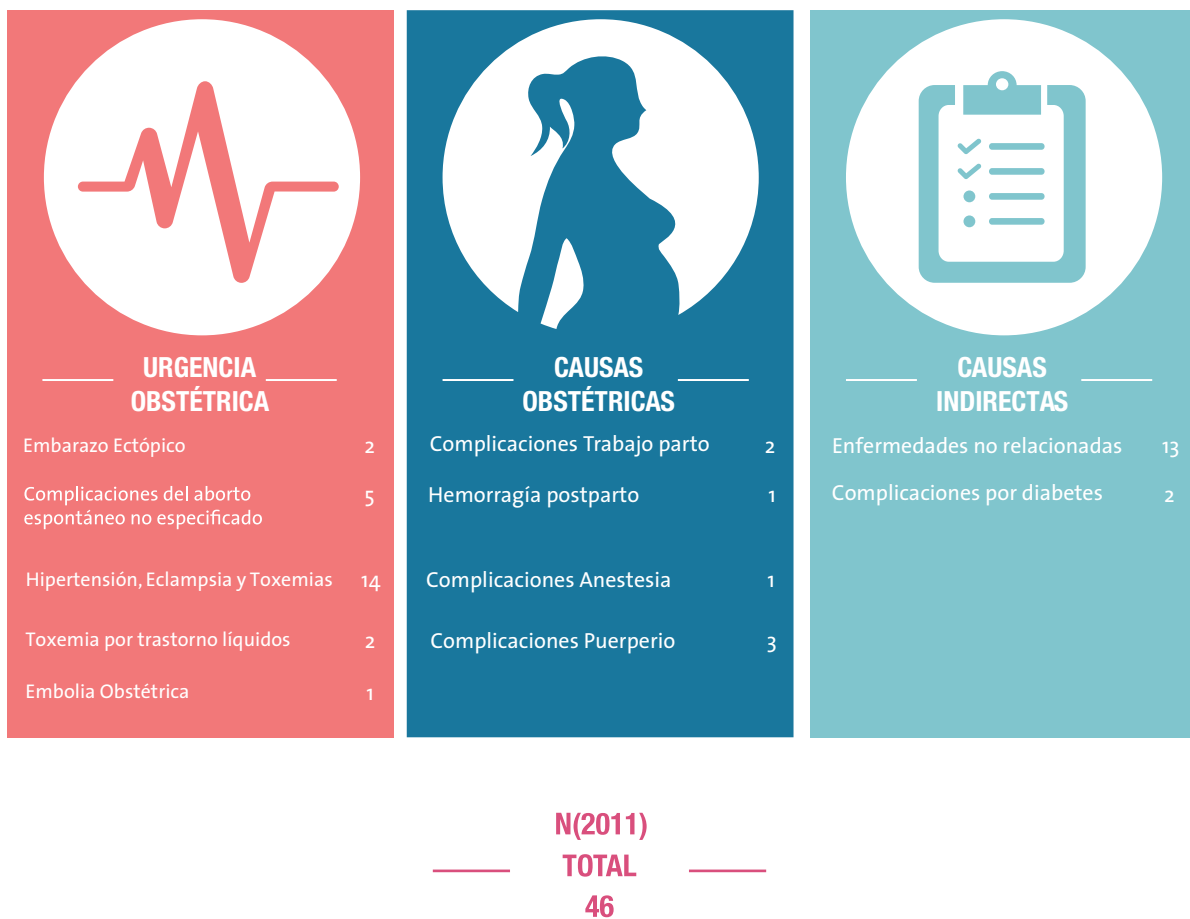 URGENCIA
OBSTÉTRICA
Embarazo Ectópico 2
Complicaciones del aborto
espontáneo no especificado 5
Hipertensión, Eclampsia y Toxemias 14
Toxemia por trastorno líquidos 2
Embolia Obstétrica 1
CAUSAS
OBSTÉTRICAS
Complicaciones Trabajo parto 2
Hemorragía postparto 1
Complicaciones Anestesia 1
Complicaciones Puerperio 3
CAUSAS
INDIRECTAS
Enfermedades no relacionadas 13
Complicaciones por diabetes 2
N(2011)
TOTAL
46